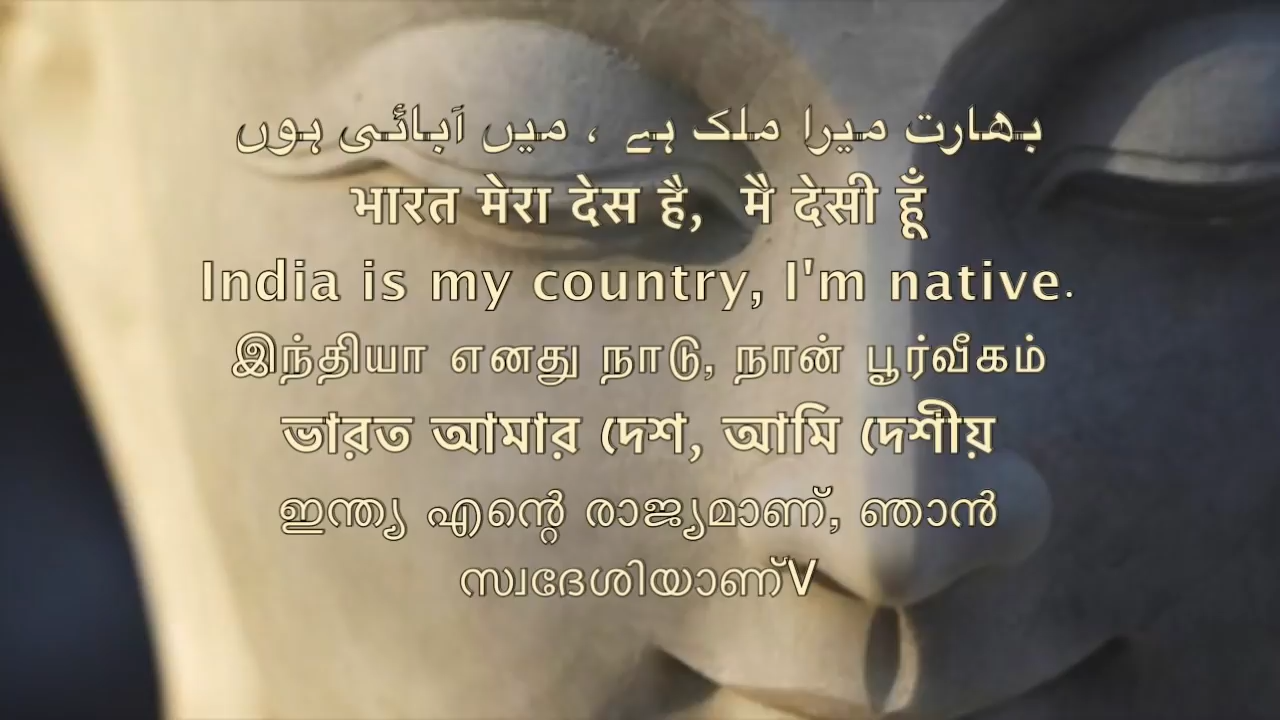 بھارت میرا ملک ہے ، میں آبائی ہوں
भारत मेरा देस है, मै देसी हूँ
India is my country, I'm native.
இந்தியா எனது நாடு, நான் பூர்வீகம்
ভারত আমার দেশ, আমি দেশীয়
ഇന്ത്യ എന്റെ രാജ്യമാണ്, ഞാൻ
സ്വദേശിയാണ്V